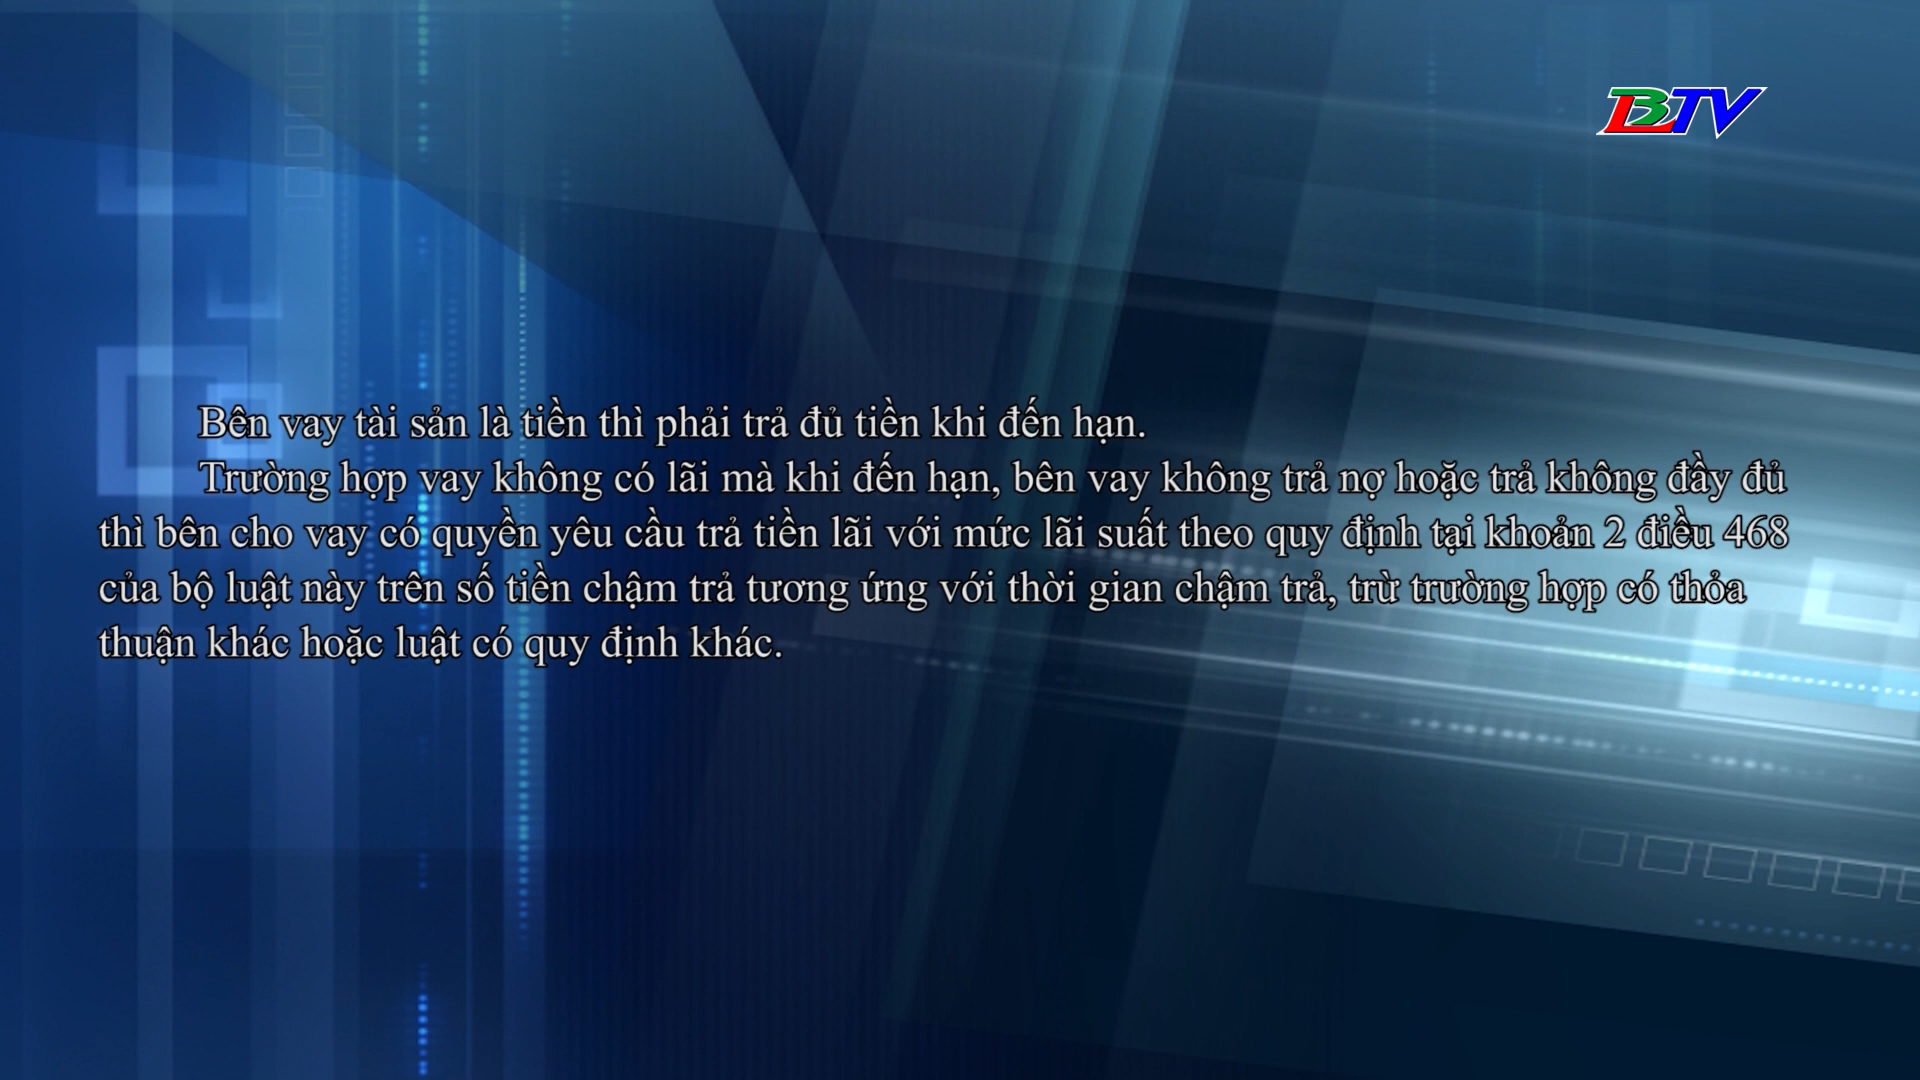 BTV
Bên vay tài sản là tiền thì phải trả đủ tiền khi đến hạn.
Trường hợp vay không có lãi mà khi đến hạn, bên vay không trả nợ hoặc trả không đầy đủ
thì bên cho vay có quyền yêu cầu trả tiền lãi với mức lãi suất theo quy định tại khoản 2 điều 468
của bộ luật này trên số tiền chậm trả tương ứng với thời gian chậm trả, trừ trường hợp có thỏa
thuận khác hoặc luật có quy định khác.